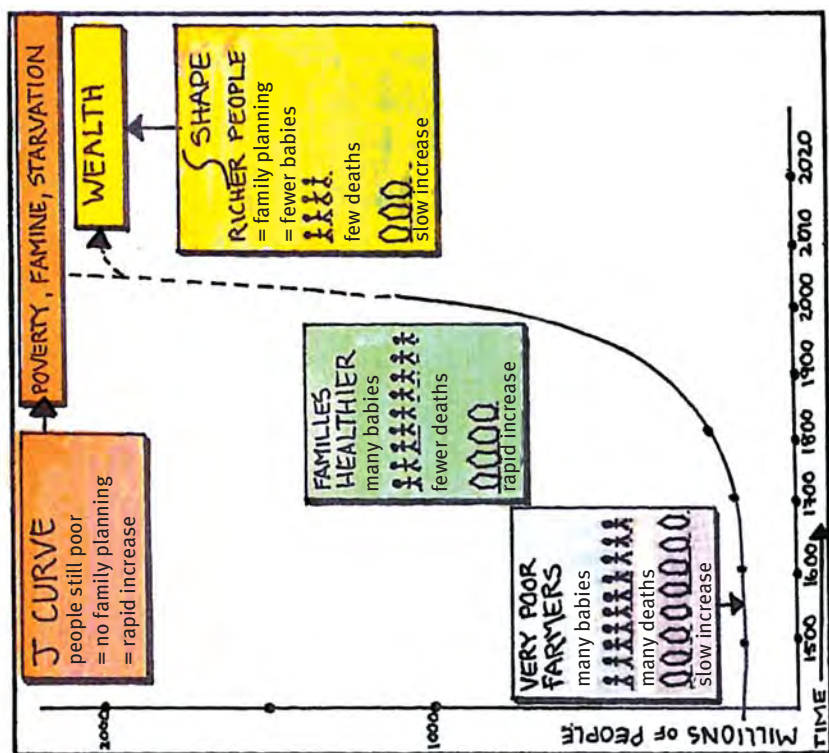 J CURVE
people still poor
= no family planning
= rapid increase
POVERTY, FAMINE, STARVATION
WEALTH
SHAPE
RICHER PEOPLE
= family planning
= fewer babies
few deaths
slow increase
FAMILIES
HEALTHIER
many babies
fewer deaths
rapid increase
VERY POOR
FARMERS
many babies
many deaths
slow increase
MILLIONS OF PEOPLE
2000
1000
TIME
1500
1600
1700
1800
1900
2000
2010
2020